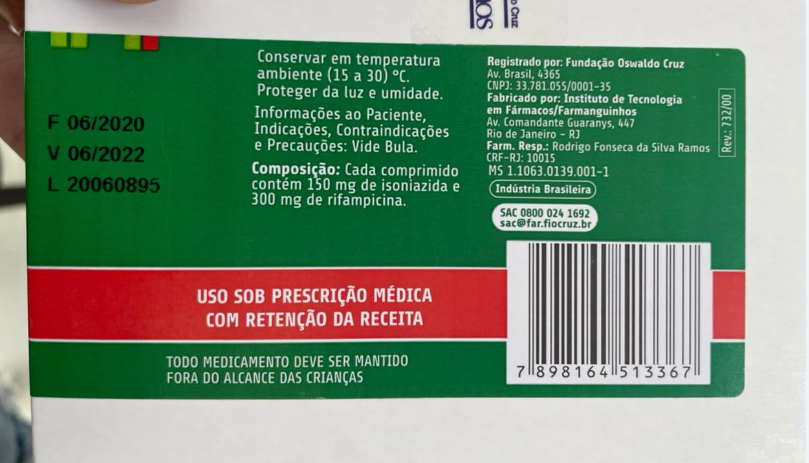 o Cruz
F 06/2020
V 06/2022
L 20060895
Conservar em temperatura
ambiente (15 a 30) °C.
Proteger da luz e umidade.
Informações ao Paciente,
Indicações, Contraindicações
e Precauções: Vide Bula.
Composição: Cada comprimido
contém 150 mg de isoniazida e
300 mg de rifampicina.
Registrado por: Fundação Oswaldo Cruz
Av. Brasil, 4365
CNPJ: 33.781.055/0001-35
Fabricado por: Instituto de Tecnologia
em Fármacos/Farmanguinhos
Av. Comandante Guaranys, 447
Rio de Janeiro - RJ
Farm. Resp.: Rodrigo Fonseca da Silva Ramos
CRF-RJ: 10015
MS 1.1063.0139.001-1
Indústria Brasileira
SAC 0800 024 1692
sac@far.fiocruz.br
Rev.: 732/00
USO SOB PRESCRIÇÃO MÉDICA
COM RETENÇÃO DA RECEITA
TODO MEDICAMENTO DEVE SER MANTIDO
FORA DO ALCANCE DAS CRIANÇAS
7 898164 513367